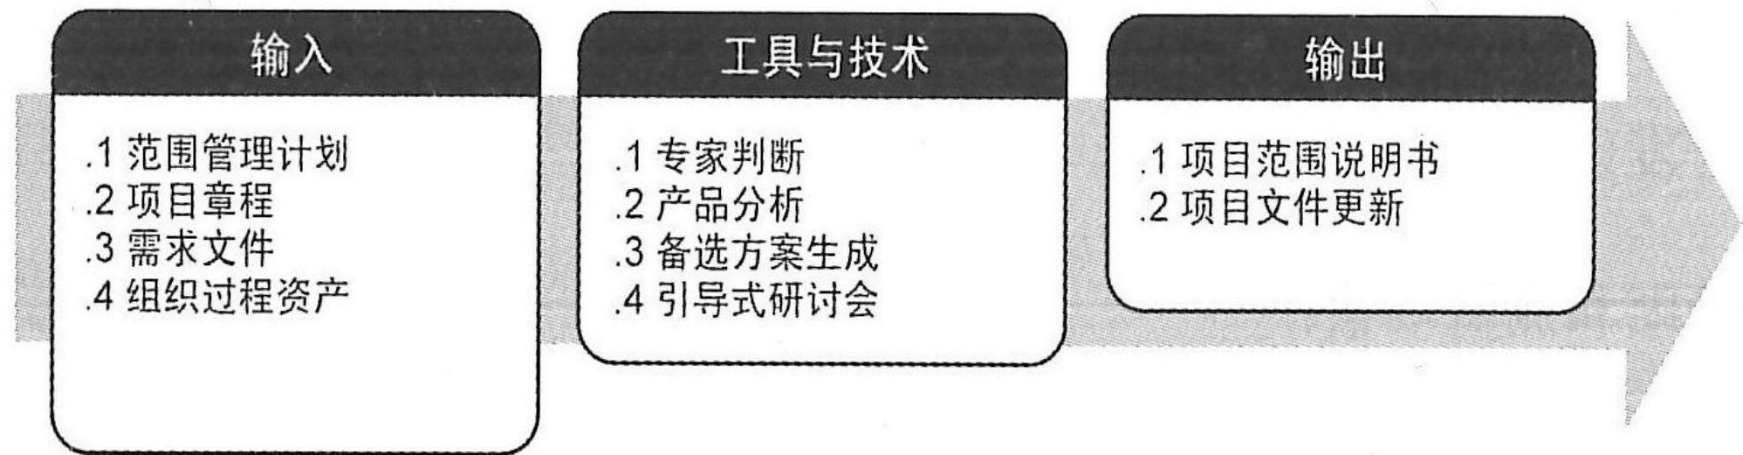 输入
.1 范围管理计划
.2 项目章程
.3 需求文件
.4 组织过程资产
工具与技术
.1 专家判断
.2 产品分析
.3 备选方案生成
.4 引导式研讨会
输出
.1 项目范围说明书
.2 项目文件更新